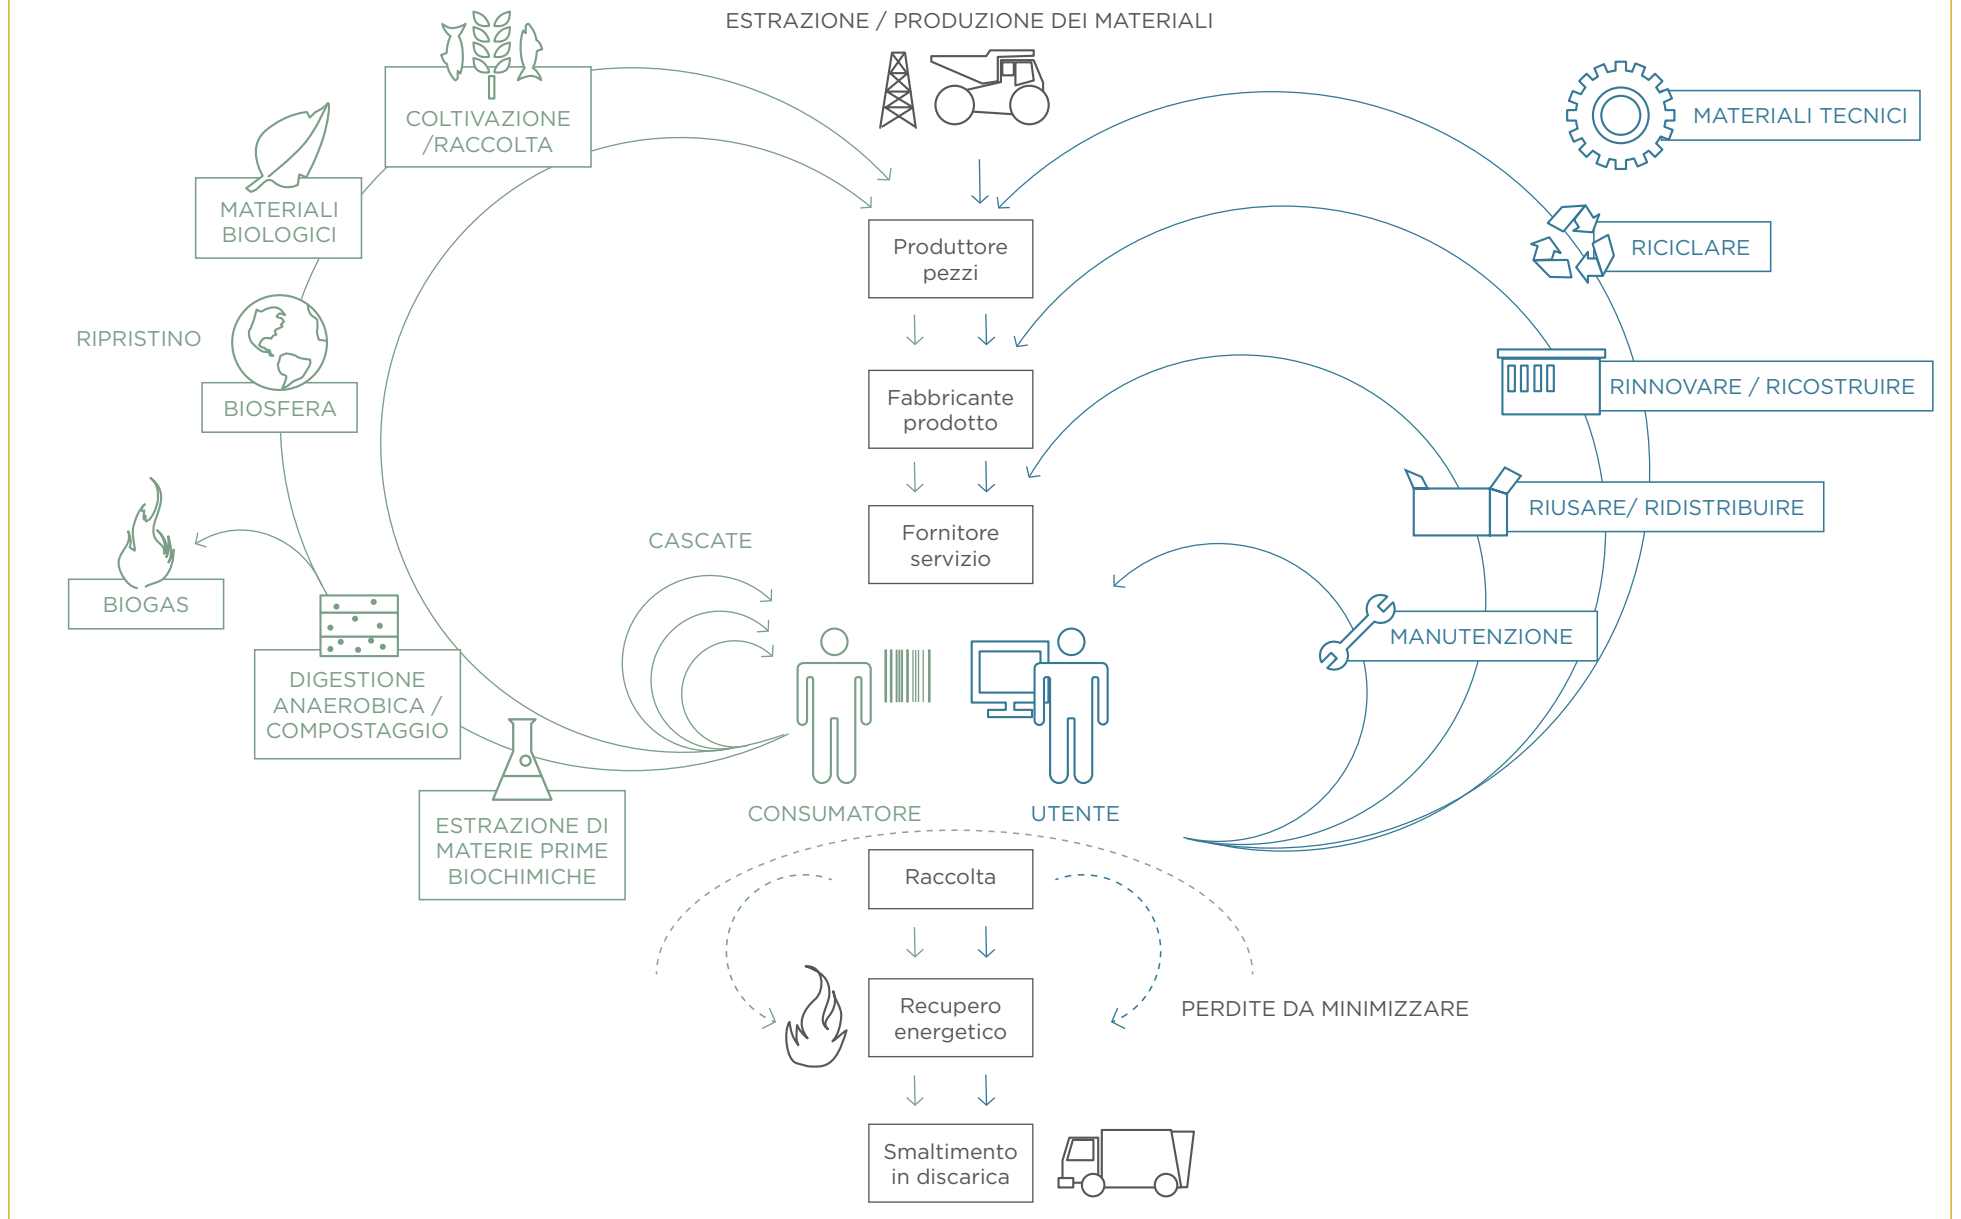 ESTRAZIONE / PRODUZIONE DEI MATERIALI
COLTIVAZIONE
/RACCOLTA
MATERIALI
BIOLOGICI
RIPRISTINO
BIOSFERA
BIOGAS
DIGESTIONE
ANAEROBICA /
COMPOSTAGGIO
ESTRAZIONE DI
MATERIE PRIME
BIOCHIMICHE
CASCATE
Produttore
pezzi
Fabbricante
prodotto
Fornitore
servizio
CONSUMATORE
UTENTE
MATERIALI TECNICI
RICICLARE
RINNOVARE / RICOSTRUIRE
RIUSARE/ RIDISTRIBUIRE
MANUTENZIONE
Raccolta
Recupero
energetico
PERDITE DA MINIMIZZARE
Smaltimento
in discarica